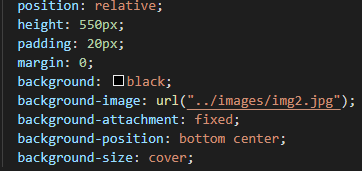 position: relative;
height: 550px;
padding: 20px;
margin: 0;
background: black;
background-image: url("../images/img2.jpg");
background-attachment: fixed;
background-position: bottom center;
background-size: cover;